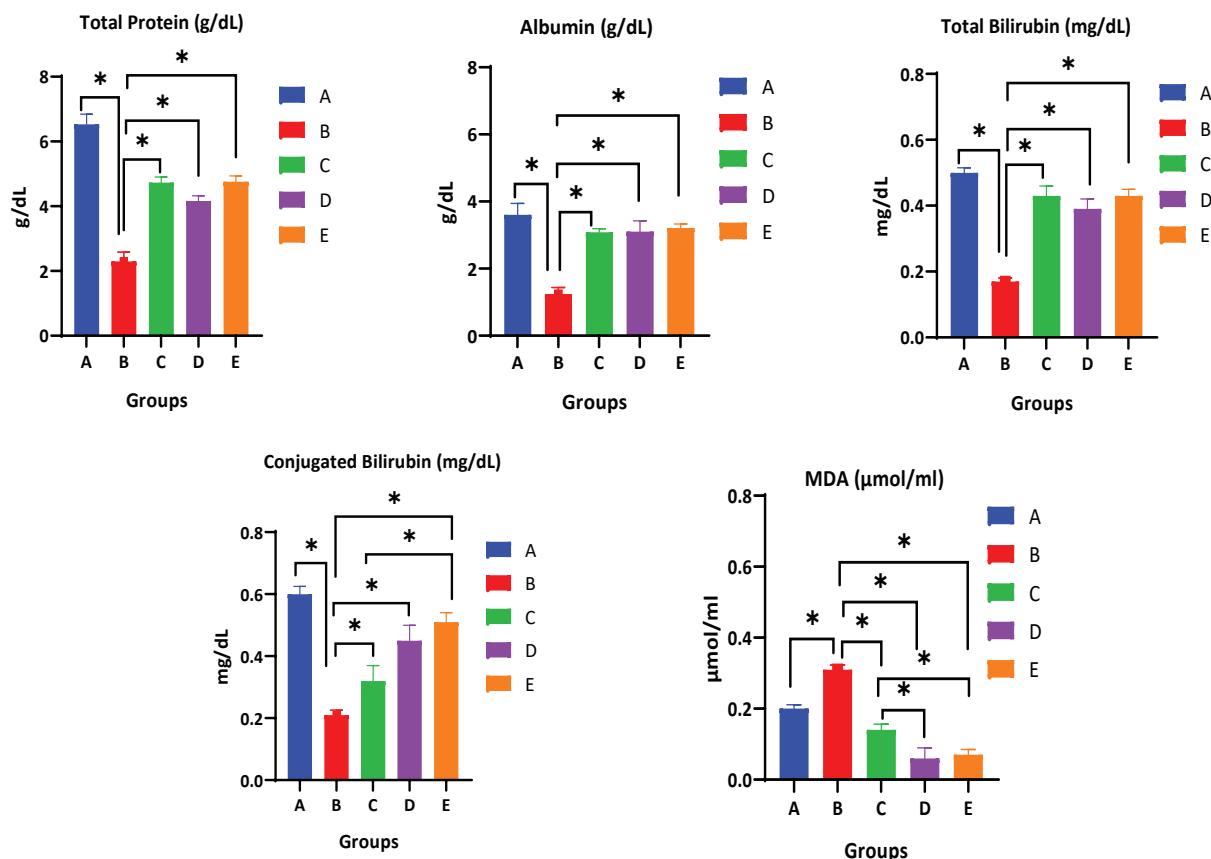 Total Protein (g/dL)
g/dL
8
6
4
2
0
* * * *
A B C D E
Groups
A
B
C
D
E
Albumin (g/dL)
g/dL
8
6
4
2
0
* * * *
A B C D E
Groups
A
B
C
D
E
Total Bilirubin (mg/dL)
mg/dL
0.8
0.6
0.4
0.2
0.0
* * * *
A B C D E
Groups
A
B
C
D
E
Conjugated Bilirubin (mg/dL)
mg/dL
0.8
0.6
0.4
0.2
0.0
* * * * *
A B C D E
Groups
A
B
C
D
E
MDA (μmol/ml)
μmol/ml
0.8
0.6
0.4
0.2
0.0
* * * * * *
A B C D E
Groups
A
B
C
D
E